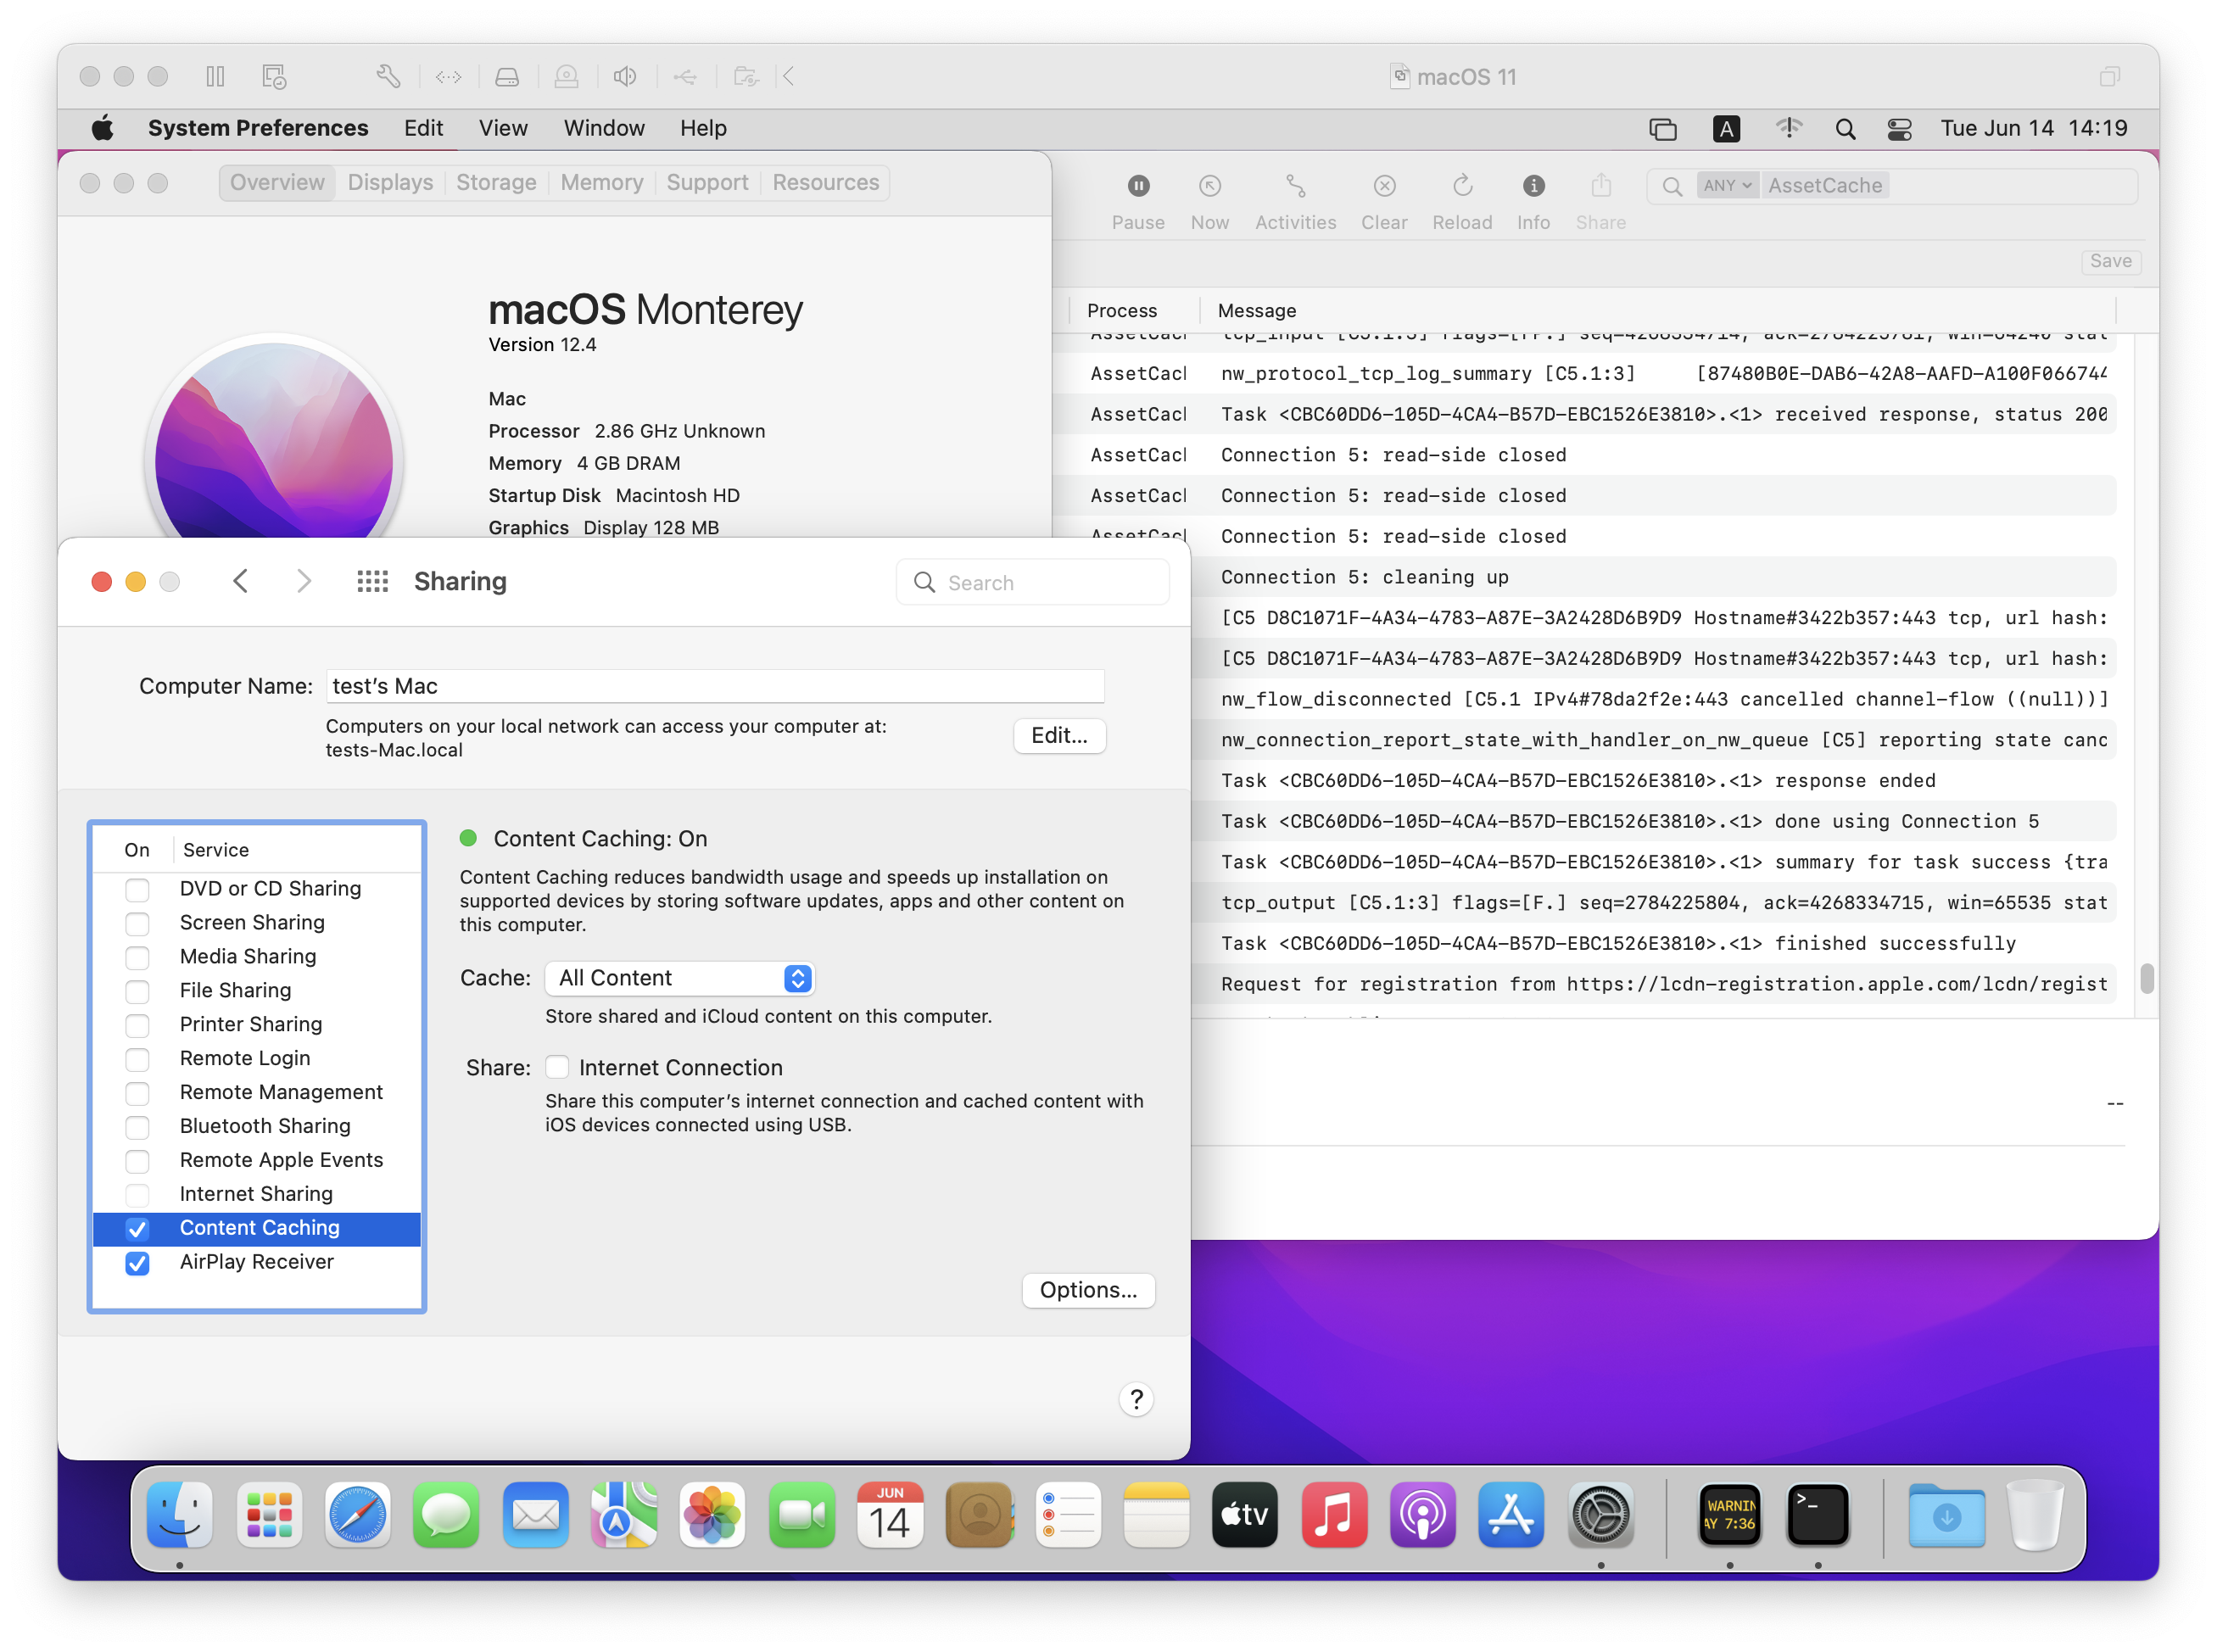 macOS 11
System Preferences Edit View Window Help
A Tue Jun 14 14:19
Overview Displays Storage Memory Support Resources
Pause Now Activities Clear Reload Info Share
ANY AssetCache
Save
macOS Monterey
Version 12.4
Mac
Processor 2.86 GHz Unknown
Memory 4 GB DRAM
Startup Disk Macintosh HD
Graphics Display 128 MB
Process Message
AssetCacl nw_protocol_tcp_log_summary [C5.1:3] [87480B0E-DAB6-42A8-AAFD-A100F066744
AssetCacl Task <CBC60DD6-105D-4CA4-B57D-EBC1526E3810>.<1> received response, status 200
AssetCacl Connection 5: read-side closed
AssetCacl Connection 5: read-side closed
AssetCacl Connection 5: read-side closed
Connection 5: cleaning up
[C5 D8C1071F-4A34-4783-A87E-3A2428D6B9D9 Hostname#3422b357:443 tcp, url hash:
[C5 D8C1071F-4A34-4783-A87E-3A2428D6B9D9 Hostname#3422b357:443 tcp, url hash:
nw_flow_disconnected [C5.1 IPv4#78da2f2e:443 cancelled channel-flow ((null))]
nw_connection_report_state_with_handler_on_nw_queue [C5] reporting state canc
Task <CBC60DD6-105D-4CA4-B57D-EBC1526E3810>.<1> response ended
Task <CBC60DD6-105D-4CA4-B57D-EBC1526E3810>.<1> done using Connection 5
Task <CBC60DD6-105D-4CA4-B57D-EBC1526E3810>.<1> summary for task success {tra
tcp_output [C5.1:3] flags=[F.] seq=2784225804, ack=4268334715, win=65535 stat
Task <CBC60DD6-105D-4CA4-B57D-EBC1526E3810>.<1> finished successfully
Request for registration from https://lcdn-registration.apple.com/lcdn/regist
--
Sharing
Search
Computer Name: test’s Mac
Computers on your local network can access your computer at:
tests-Mac.local
Edit...
On Service
DVD or CD Sharing
Screen Sharing
Media Sharing
File Sharing
Printer Sharing
Remote Login
Remote Management
Bluetooth Sharing
Remote Apple Events
Internet Sharing
Content Caching
AirPlay Receiver
Content Caching: On
Content Caching reduces bandwidth usage and speeds up installation on
supported devices by storing software updates, apps and other content on
this computer.
Cache: All Content
Store shared and iCloud content on this computer.
Share: Internet Connection
Share this computer’s internet connection and cached content with
iOS devices connected using USB.
Options...
?
JUN
14
tv
WARNIN
AY 7:36
>_